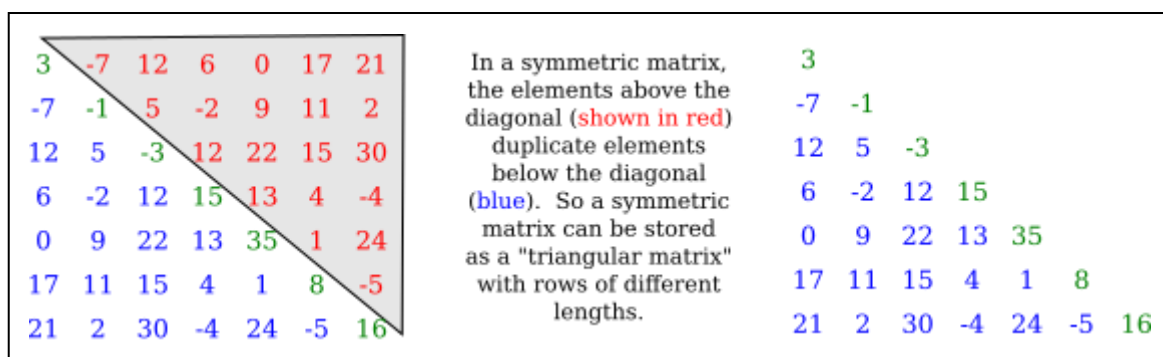 3 -7 12 6 0 17 21
-7 -1 5 -2 9 11 2
12 5 -3 12 22 15 30
6 -2 12 15 13 4 -4
0 9 22 13 35 1 24
17 11 15 4 1 8 -5
21 2 30 -4 24 -5 16
In a symmetric matrix,
the elements above the
diagonal (shown in red)
duplicate elements
below the diagonal
(blue). So a symmetric
matrix can be stored
as a "triangular matrix"
with rows of different
lengths.
3
-7 -1
12 5 -3
6 -2 12 15
0 9 22 13 35
17 11 15 4 1 8
21 2 30 -4 24 -5 16